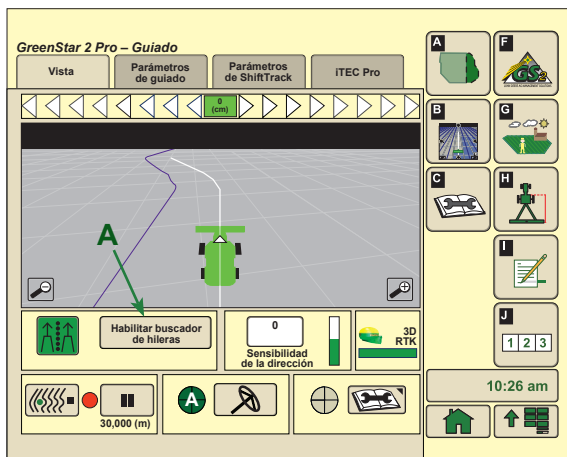 GreenStar 2 Pro – Guiado
Vista
Parámetros
de guiado
Parámetros
de ShiftTrack
iTEC Pro
0
(cm)
A
Habilitar buscador
de hileras
0
Sensibilidad
de la dirección
3D
RTK
30,000 (m)
A
A
B
C
F
GS2
G
H
I
J
1 2 3
10:26 am